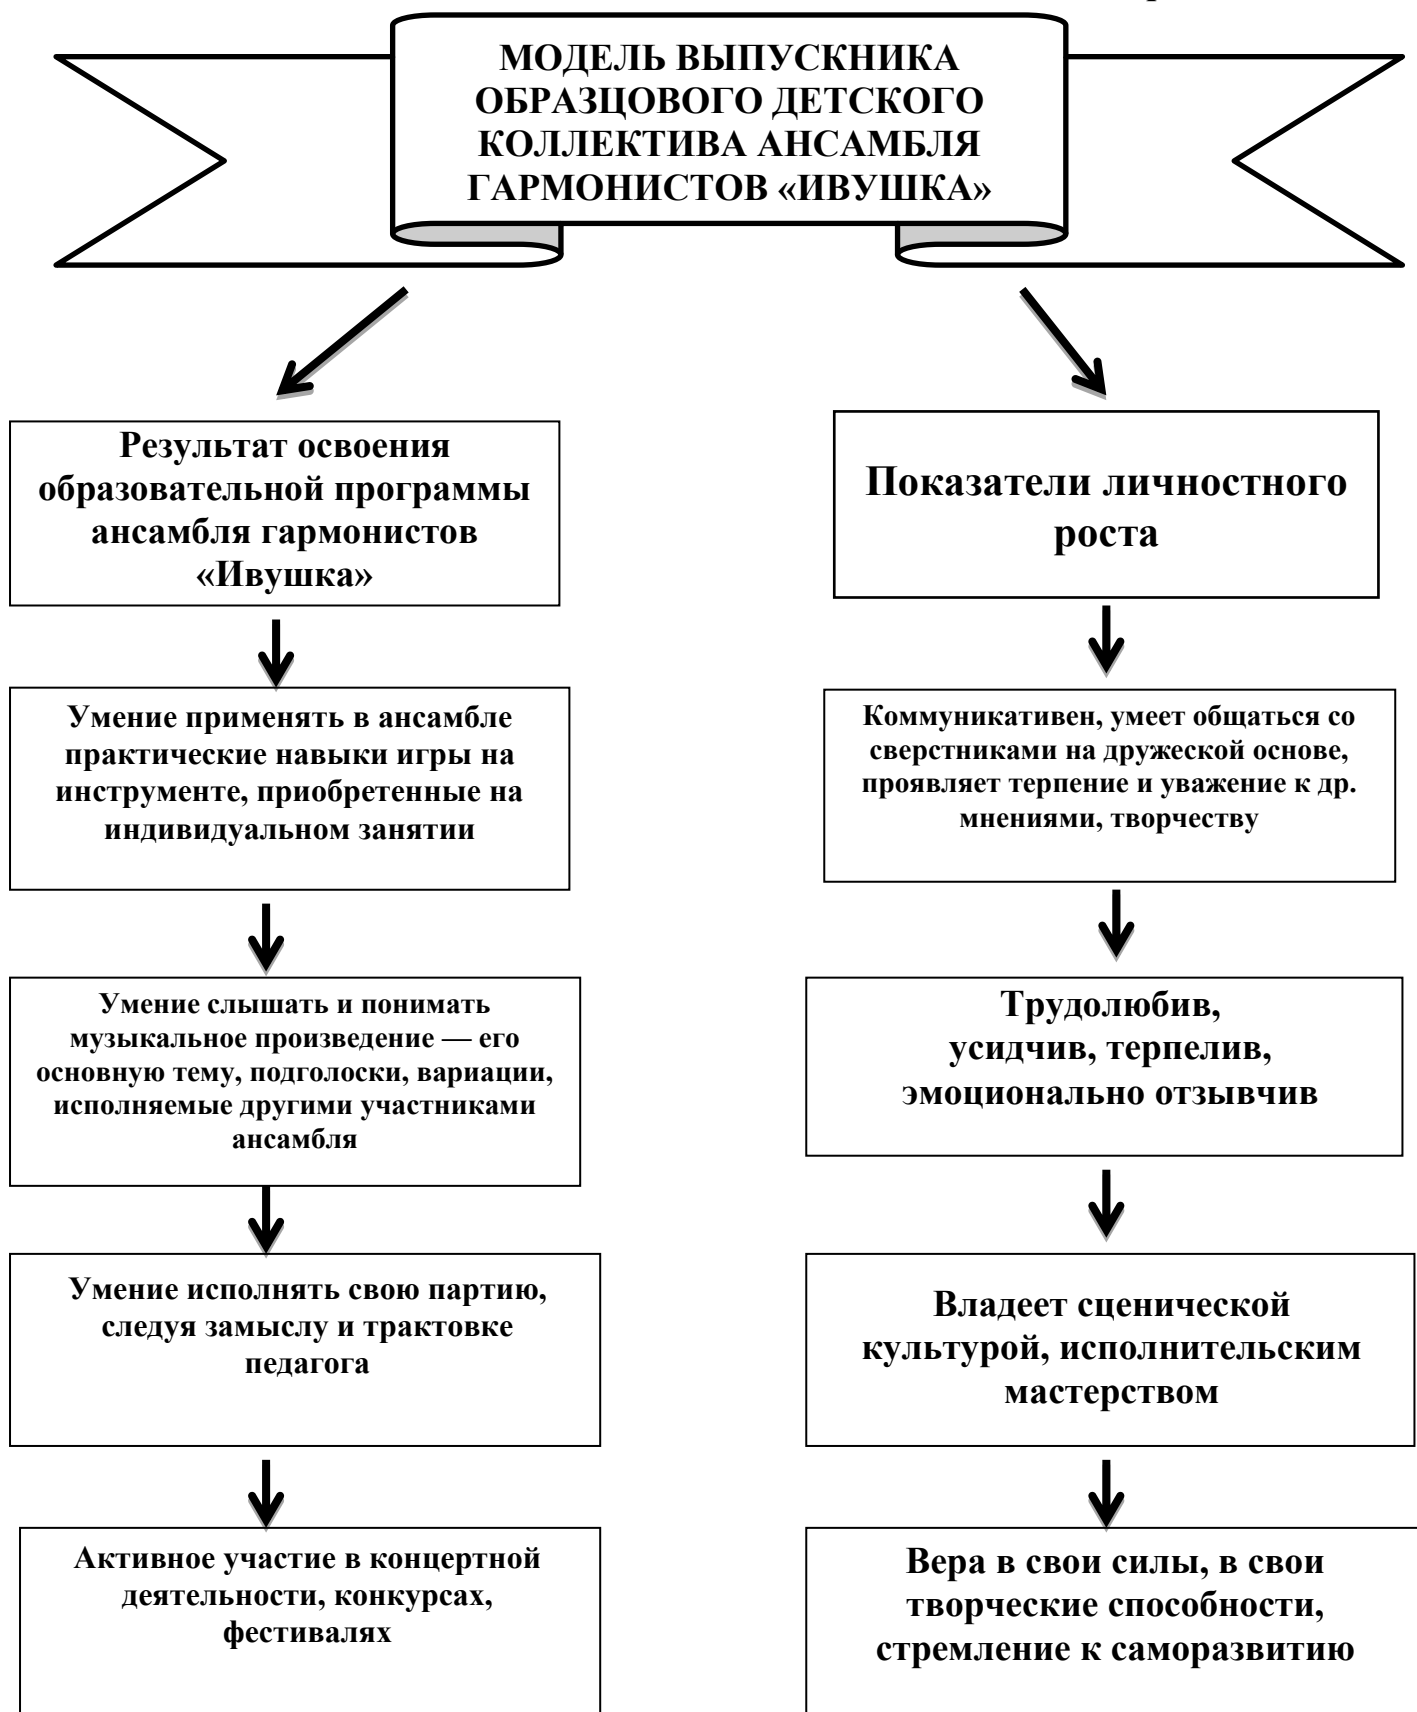 МОДЕЛЬ ВЫПУСКНИКА
ОБРАЗЦОВОГО ДЕТСКОГО
КОЛЛЕКТИВА АНСАМБЛЯ
ГАРМОНИСТОВ «ИВУШКА»
Результат освоения
образовательной программы
ансамбля гармонистов
«Ивушка»
Умение применять в ансамбле
практические навыки игры на
инструменте, приобретенные на
индивидуальном занятии
Умение слышать и понимать
музыкальное произведение — его
основную тему, подголоски, вариации,
исполняемые другими участниками
ансамбля
Умение исполнять свою партию,
следуя замыслу и трактовке
педагога
Активное участие в концертной
деятельности, конкурсах,
фестивалях
Показатели личностного
роста
Коммуникативен, умеет общаться со
сверстниками на дружеской основе,
проявляет терпение и уважение к др.
мнениями, творчеству
Трудолюбив,
усидчив, терпелив,
эмоционально отзывчив
Владеет сценической
культурой, исполнительским
мастерством
Вера в свои силы, в свои
творческие способности,
стремление к саморазвитию